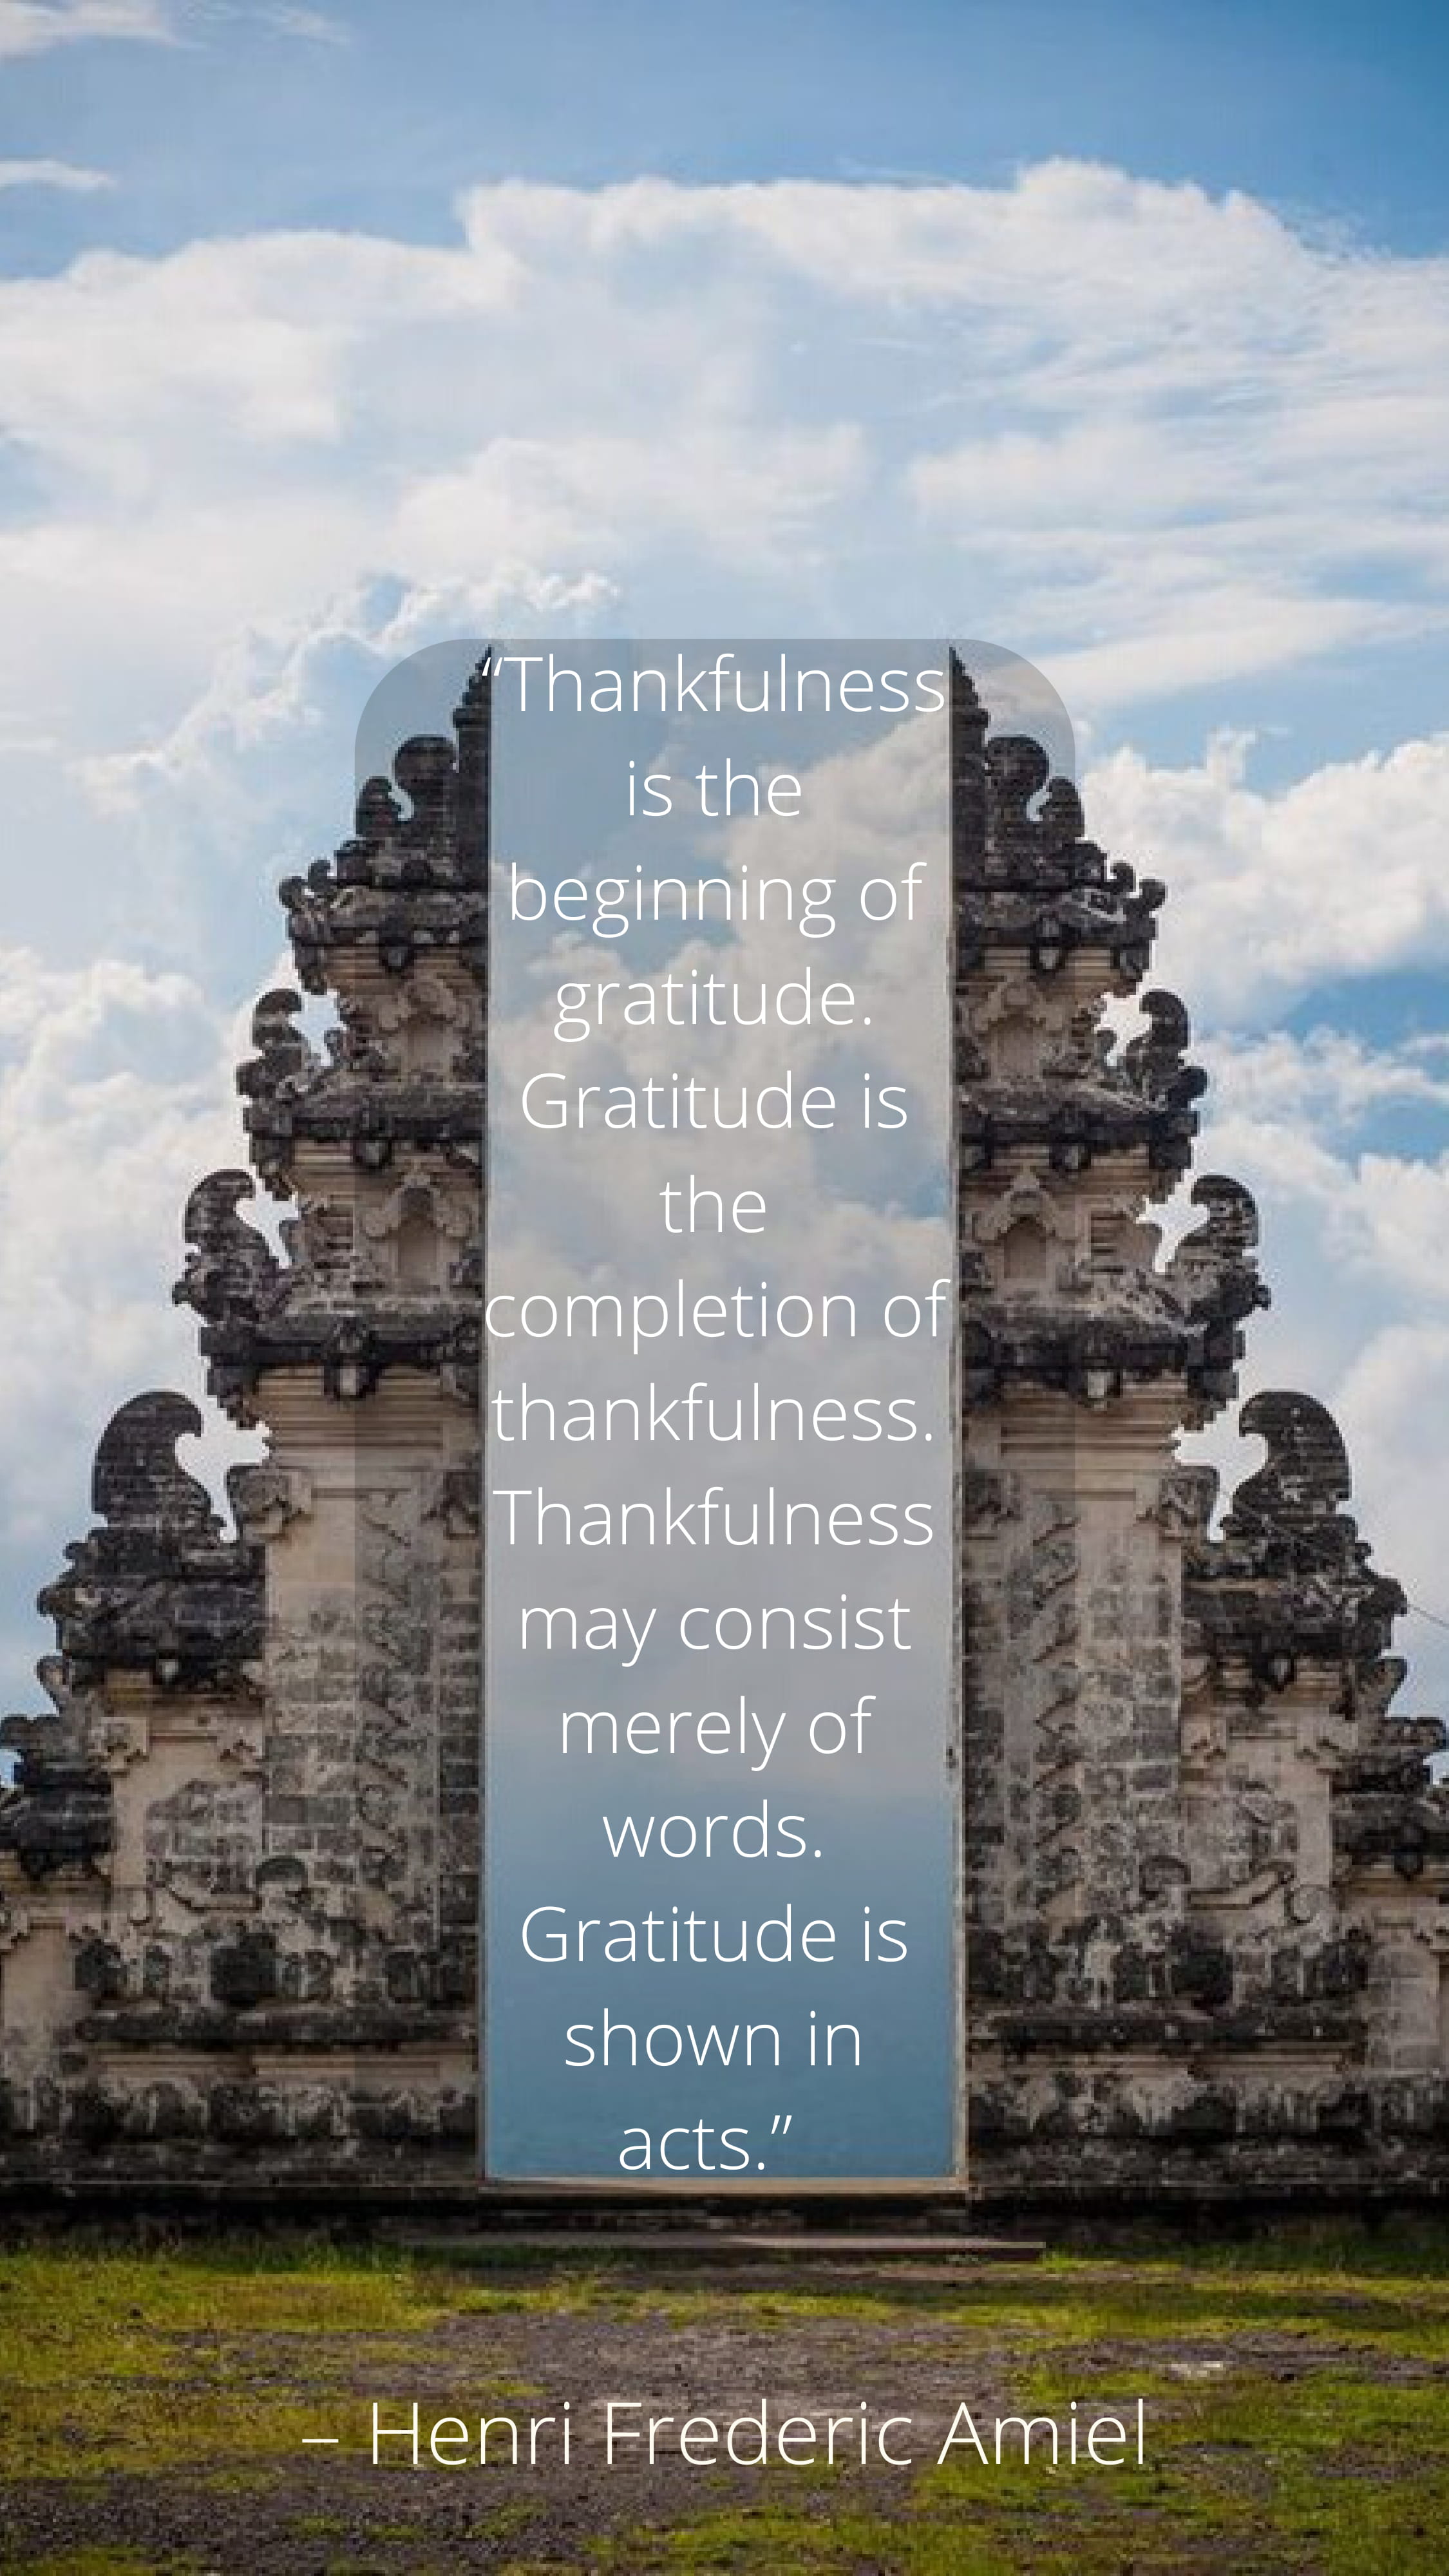 “Thankfulness
is the
beginning of
gratitude.
Gratitude is
the
completion of
thankfulness.
Thankfulness
may consist
merely of
words.
Gratitude is
shown in
acts.”
– Henri Frederic Amiel